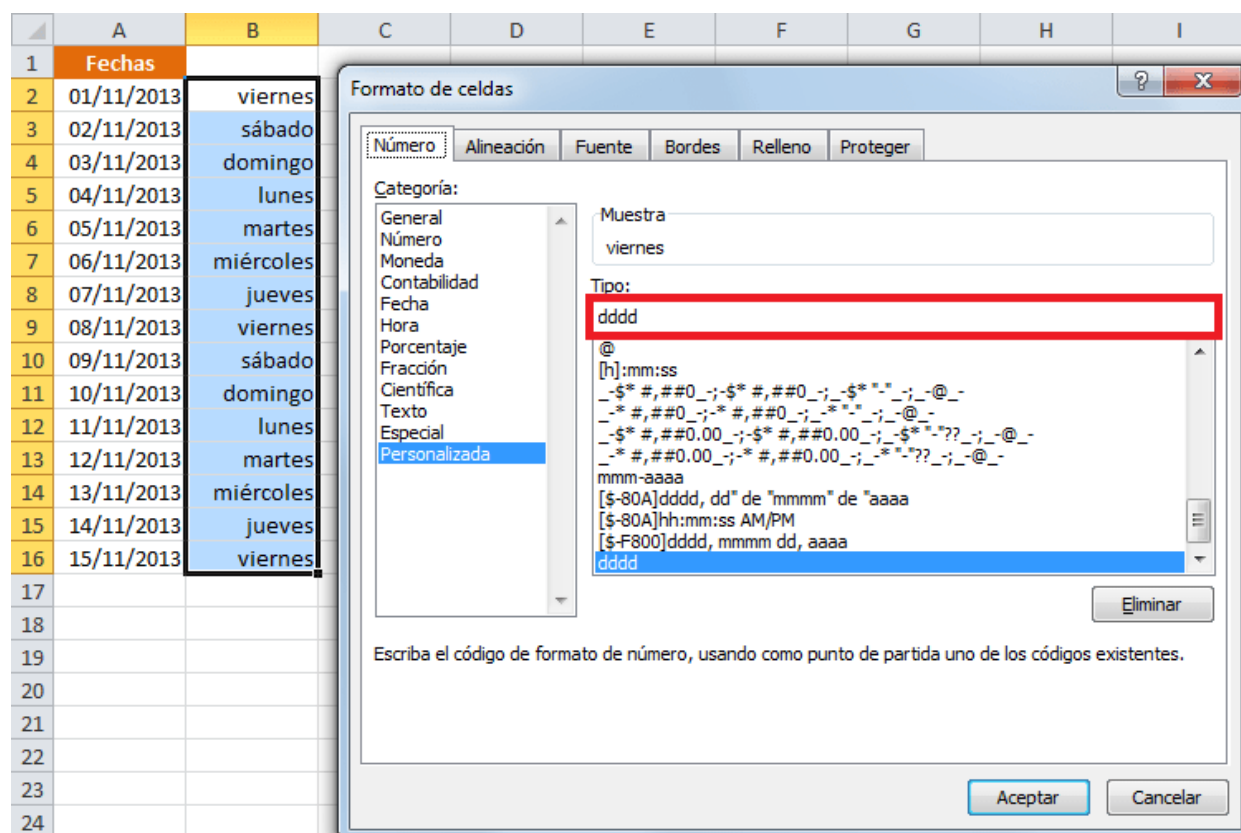 A B C D E F G H I
1 Fechas
2 01/11/2013 viernes
3 02/11/2013 sábado
4 03/11/2013 domingo
5 04/11/2013 lunes
6 05/11/2013 martes
7 06/11/2013 miércoles
8 07/11/2013 jueves
9 08/11/2013 viernes
10 09/11/2013 sábado
11 10/11/2013 domingo
12 11/11/2013 lunes
13 12/11/2013 martes
14 13/11/2013 miércoles
15 14/11/2013 jueves
16 15/11/2013 viernes
17
18
19
20
21
22
23
24
Formato de celdas
Número Alineación Fuente Bordes Relleno Proteger
Categoría:
General
Número
Moneda
Contabilidad
Fecha
Hora
Porcentaje
Fracción
Científica
Texto
Especial
Personalizada
Muestra
viernes
Tipo:
dddd
@
[h]:mm:ss
_-$* #,##0_-;-$* #,##0_-;_-$* "-"_-;_-@_-
_-* #,##0_-;-* #,##0_-;_-* "-"_-;_-@_-
_-$* #,##0.00_-;-$* #,##0.00_-;_-$* "-"??_-;_-@_-
_-* #,##0.00_-;-* #,##0.00_-;_-* "-"??_-;_-@_-
mmm-aaaa
[$-80A]dddd, dd" de "mmmm" de "aaaa
[$-80A]hh:mm:ss AM/PM
[$-F800]dddd, mmmm dd, aaaa
dddd
Eliminar
Escriba el código de formato de número, usando como punto de partida uno de los códigos existentes.
Aceptar Cancelar